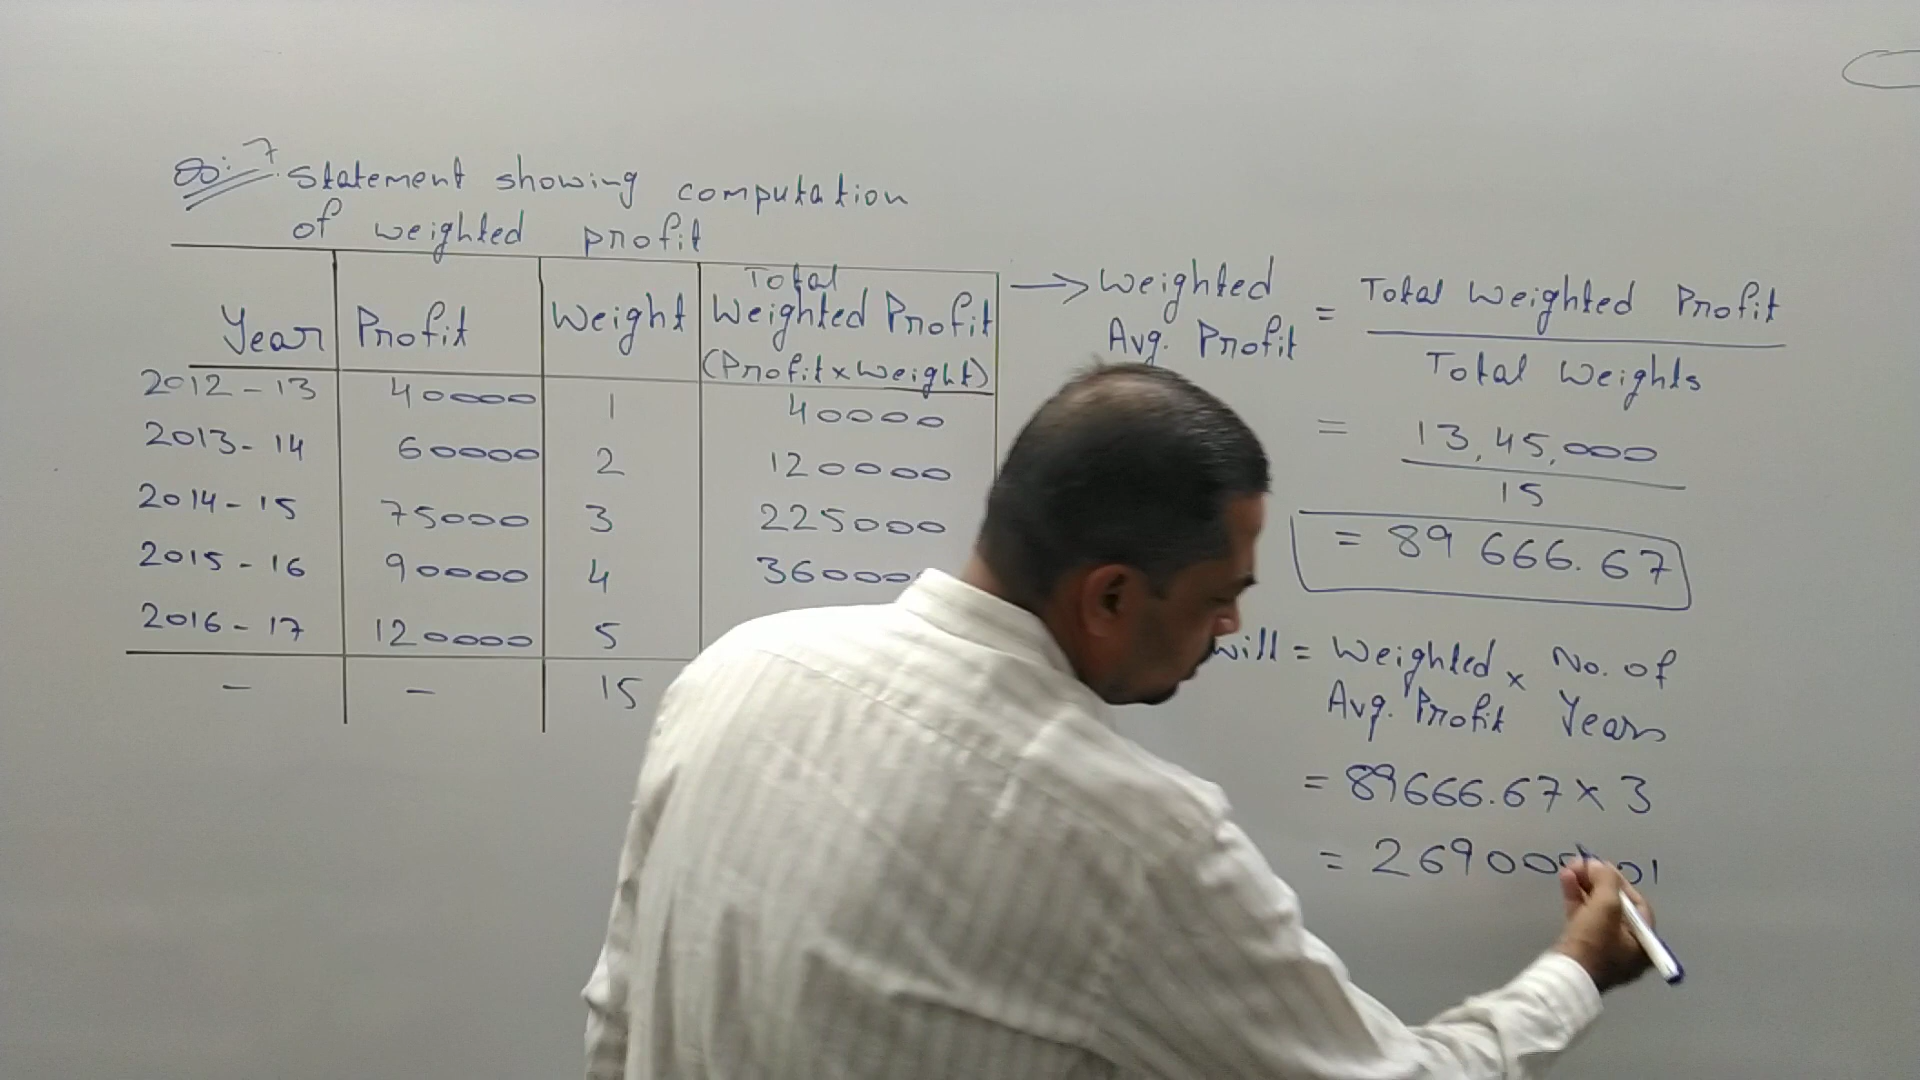 Q: 7 Statement showing computation
of weighted profit
Year Profit Weight Total Weighted Profit (Profit x Weight)
2012-13 40000 1 40000
2013-14 60000 2 120000
2014-15 75000 3 225000
2015-16 90000 4 36000
2016-17 120000 5
- - 15
→ Weighted Avg. Profit = Total Weighted Profit
Total Weights
= 13,45,000
15
= 89 666.67
will = Weighted x No. of
Avg. Profit Years
= 89666.67 x 3
= 26900 01